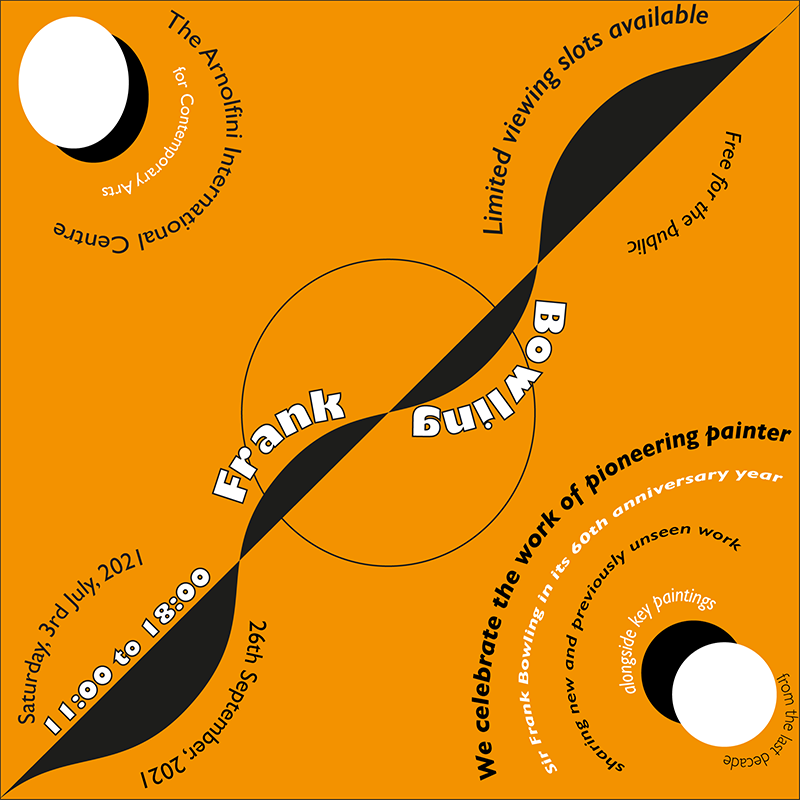 The Arnolfini International Centre
for Contemporary Arts
Limited viewing slots available
Free for the public
Frank
Bowling
Saturday, 3rd July, 2021
11:00 to 18:00
26th September, 2021
We celebrate the work of pioneering painter
Sir Frank Bowling in its 60th anniversary year
sharing new and previously unseen work
alongside key paintings
from the last decade